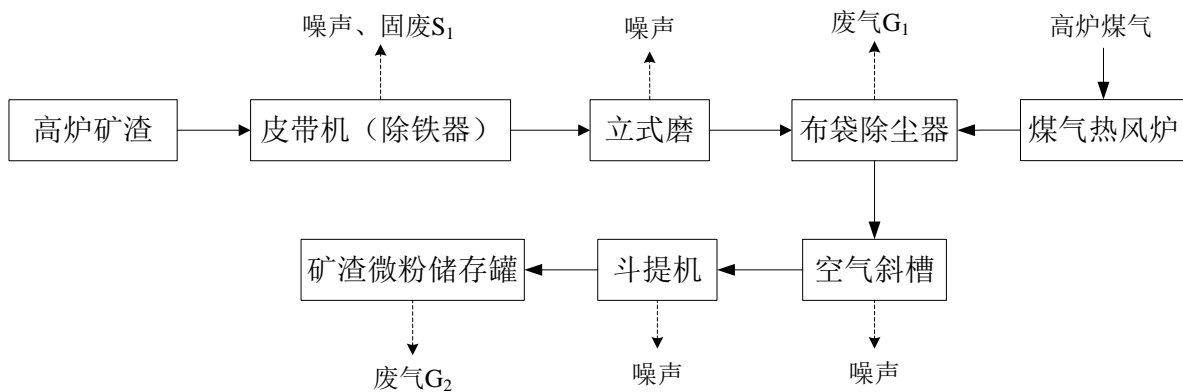 噪声、固废S₁
噪声
废气G₁
高炉煤气
高炉矿渣
皮带机（除铁器）
立式磨
布袋除尘器
煤气热风炉
矿渣微粉储存罐
斗提机
空气斜槽
废气G₂
噪声
噪声